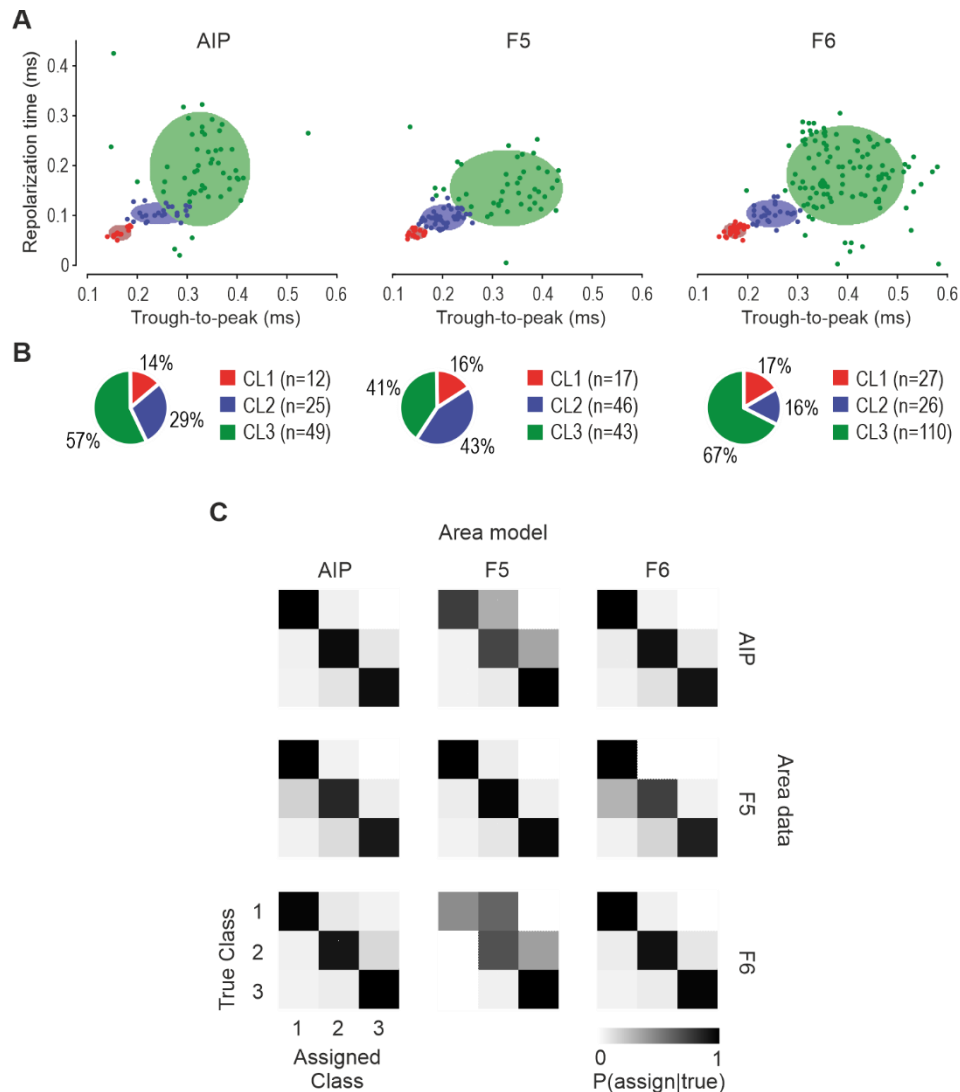 A
AIP F5 F6
Repolarization time (ms)
0.4
0.3
0.2
0.1
0
0.1 0.2 0.3 0.4 0.5 0.6 0.1 0.2 0.3 0.4 0.5 0.6 0.1 0.2 0.3 0.4 0.5 0.6
Trough-to-peak (ms) Trough-to-peak (ms) Trough-to-peak (ms)
B
14% 29% 57%
CL1 (n=12)
CL2 (n=25)
CL3 (n=49)
16% 43% 41%
CL1 (n=17)
CL2 (n=46)
CL3 (n=43)
17% 16% 67%
CL1 (n=27)
CL2 (n=26)
CL3 (n=110)
C
Area model
AIP F5 F6
AIP
F5
F6
Area data
True Class
1
2
3
1 2 3
Assigned
Class
0 1
P(assign|true)